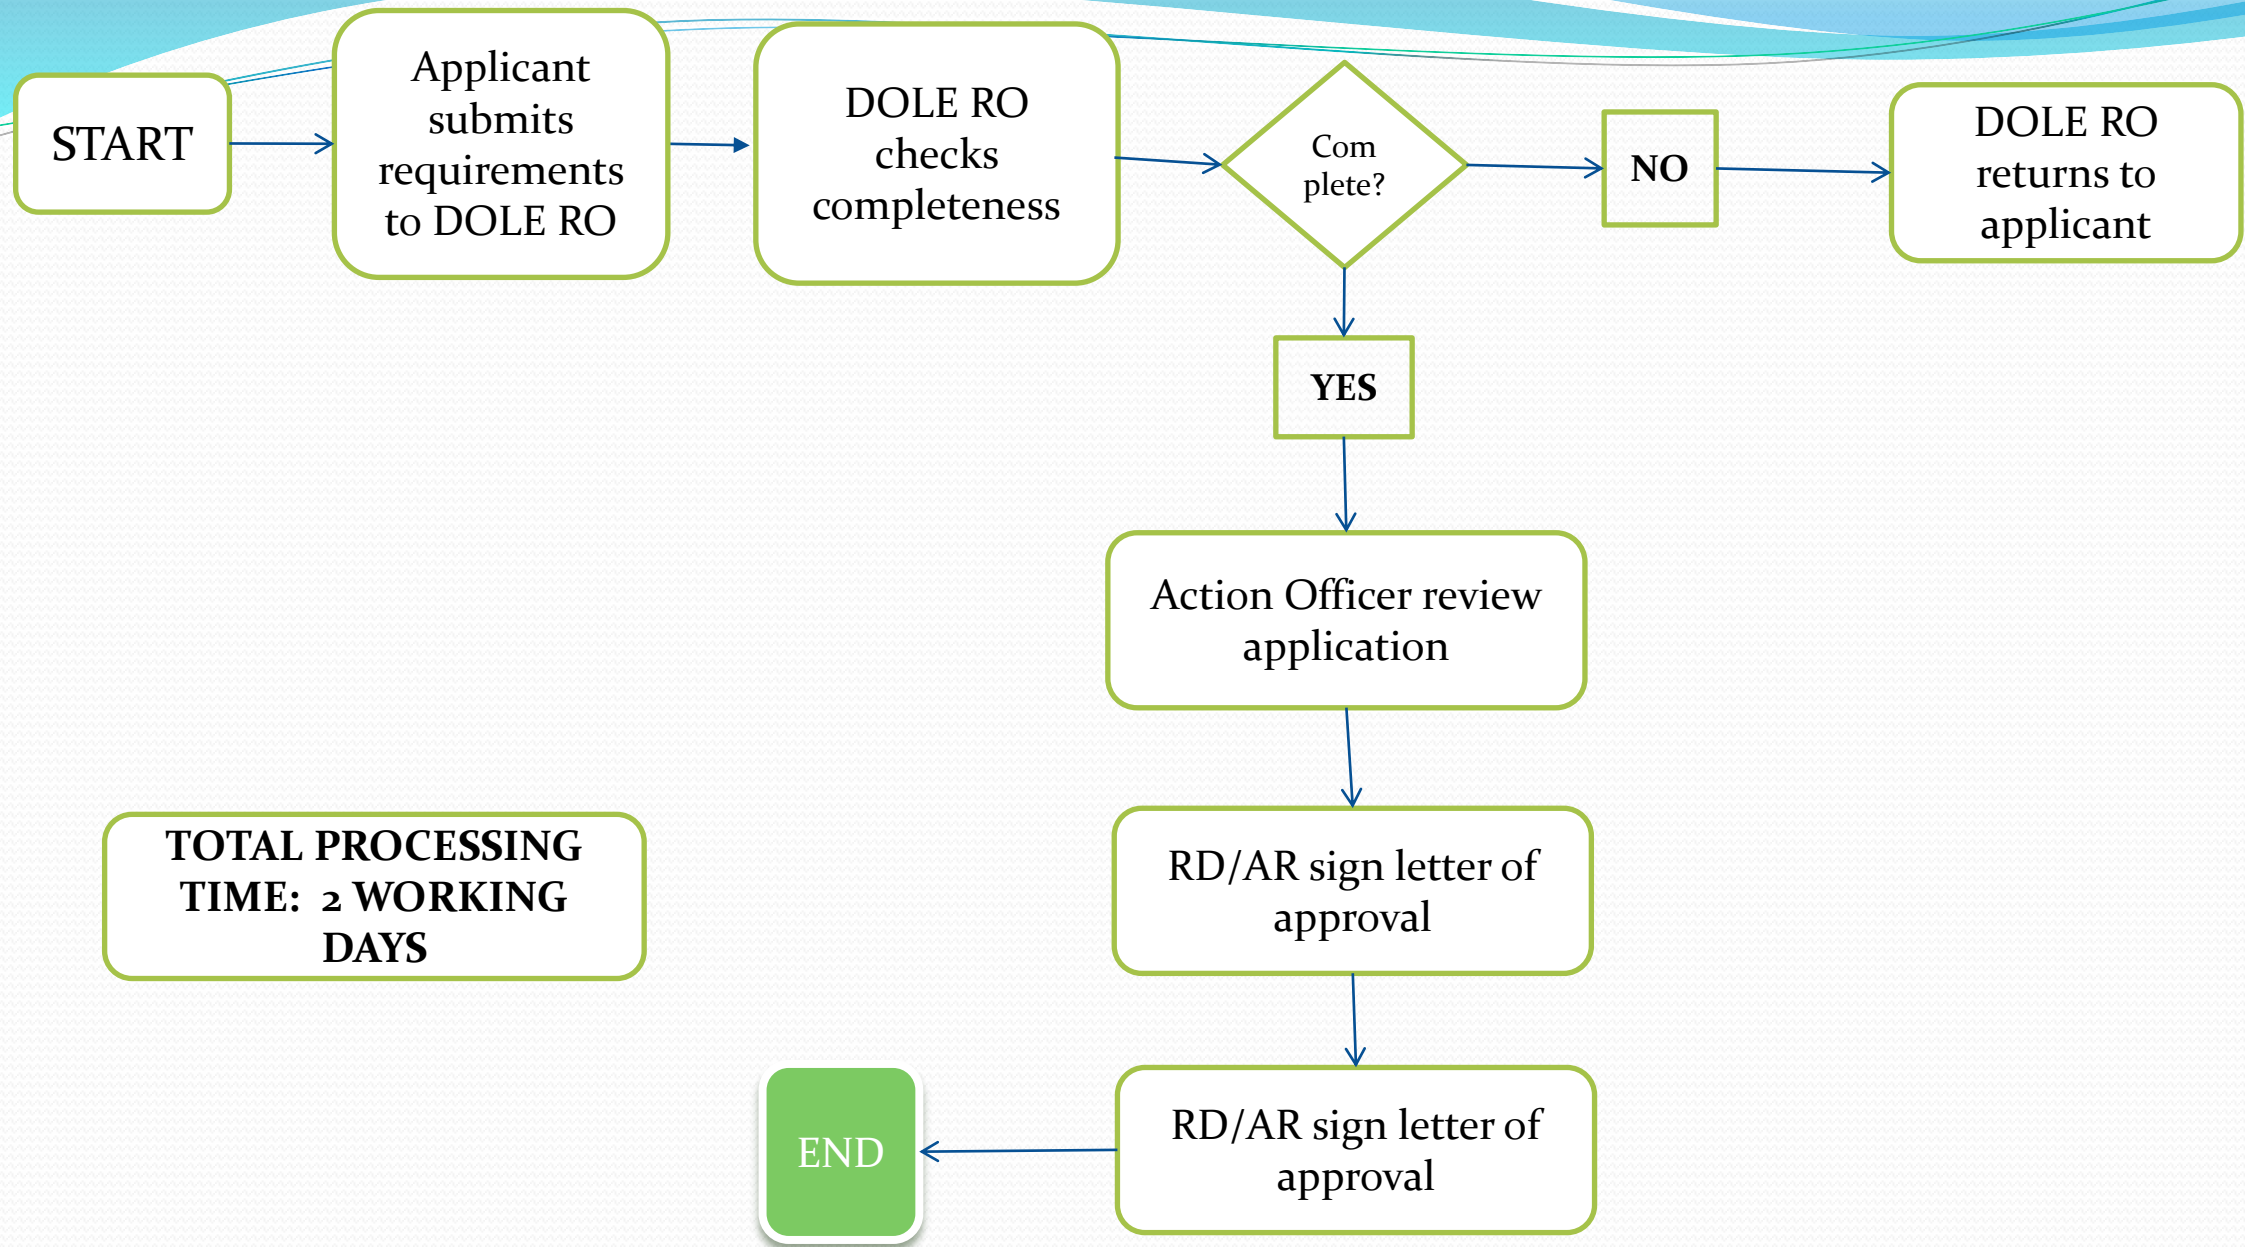 START
Applicant
submits
requirements
to DOLE RO
DOLE RO
checks
completeness
Com
plete?
NO
DOLE RO
returns to
applicant
YES
Action Officer review
application
RD/AR sign letter of
approval
TOTAL PROCESSING
TIME: 2 WORKING
DAYS
RD/AR sign letter of
approval
END